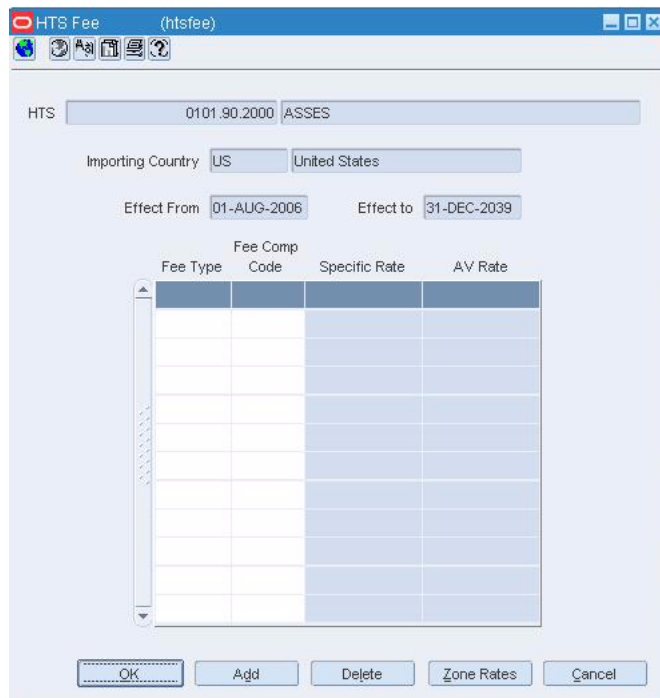 HTS Fee (htsfee)
HTS 0101.90.2000 ASSES
Importing Country US United States
Effect From 01-AUG-2006 Effect to 31-DEC-2039
Fee Type Fee Comp Code Specific Rate AV Rate
OK Add Delete Zone Rates Cancel